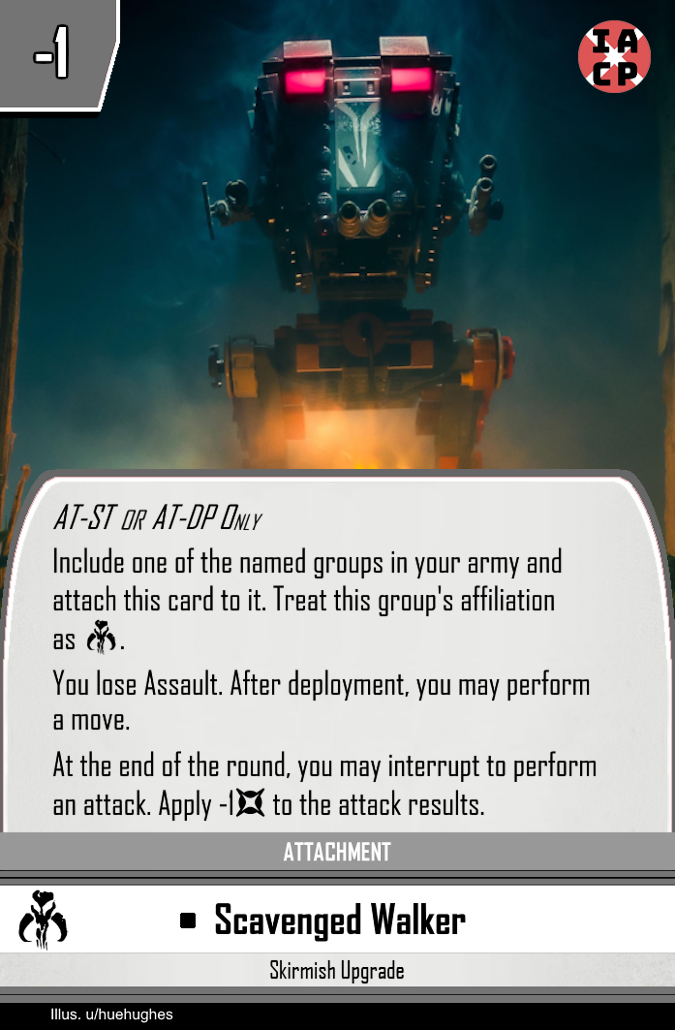 -1
IA
CP
AT-ST OR AT-DP ONLY
Include one of the named groups in your army and
attach this card to it. Treat this group's affiliation
as .
You lose Assault. After deployment, you may perform
a move.
At the end of the round, you may interrupt to perform
an attack. Apply -1 to the attack results.
ATTACHMENT
■ Scavenged Walker
Skirmish Upgrade
Illus. u/huehughes